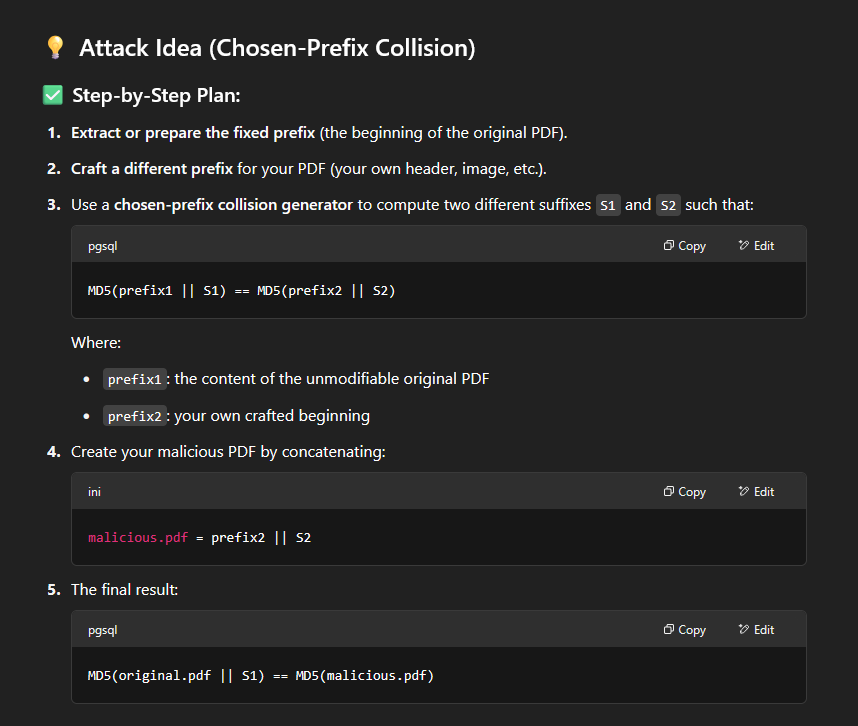 💡 Attack Idea (Chosen-Prefix Collision)
✅ Step-by-Step Plan:
1. Extract or prepare the fixed prefix (the beginning of the original PDF).
2. Craft a different prefix for your PDF (your own header, image, etc.).
3. Use a chosen-prefix collision generator to compute two different suffixes S1 and S2 such that:
pgsql Copy Edit
MD5(prefix1 || S1) == MD5(prefix2 || S2)
Where:
• prefix1: the content of the unmodifiable original PDF
• prefix2: your own crafted beginning
4. Create your malicious PDF by concatenating:
ini Copy Edit
malicious.pdf = prefix2 || S2
5. The final result:
pgsql Copy Edit
MD5(original.pdf || S1) == MD5(malicious.pdf)